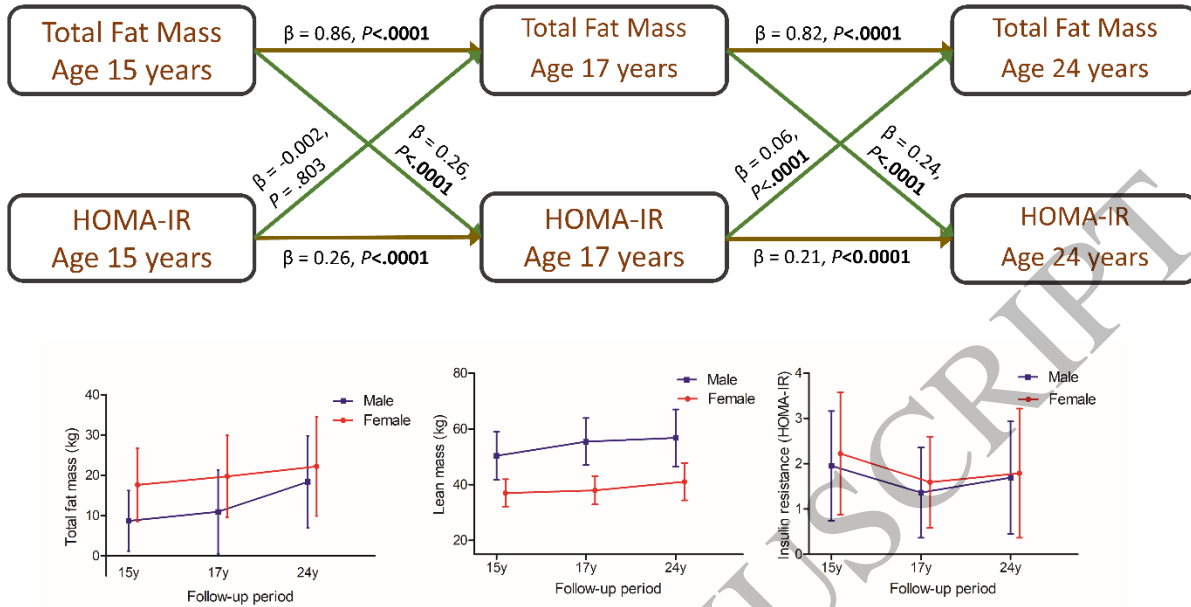 Total Fat Mass
Age 15 years
β = 0.86, P<.0001
Total Fat Mass
Age 17 years
β = 0.82, P<.0001
Total Fat Mass
Age 24 years
β = -0.002,
P = .803
β = 0.26,
P<.0001
β = 0.06,
P<.0001
β = 0.24,
P<.0001
HOMA-IR
Age 15 years
β = 0.26, P<.0001
HOMA-IR
Age 17 years
β = 0.21, P<0.0001
HOMA-IR
Age 24 years
USCRIPT
Total fat mass (kg)
40
30
20
10
0
Male
Female
15y
17y
24y
Follow-up period
Lean mass (kg)
60
40
20
Male
Female
15y
17y
24y
Follow-up period
Insulin resistance (HOMA-IR)
4
3
2
1
0
Male
Female
15y
17y
24y
Follow-up period